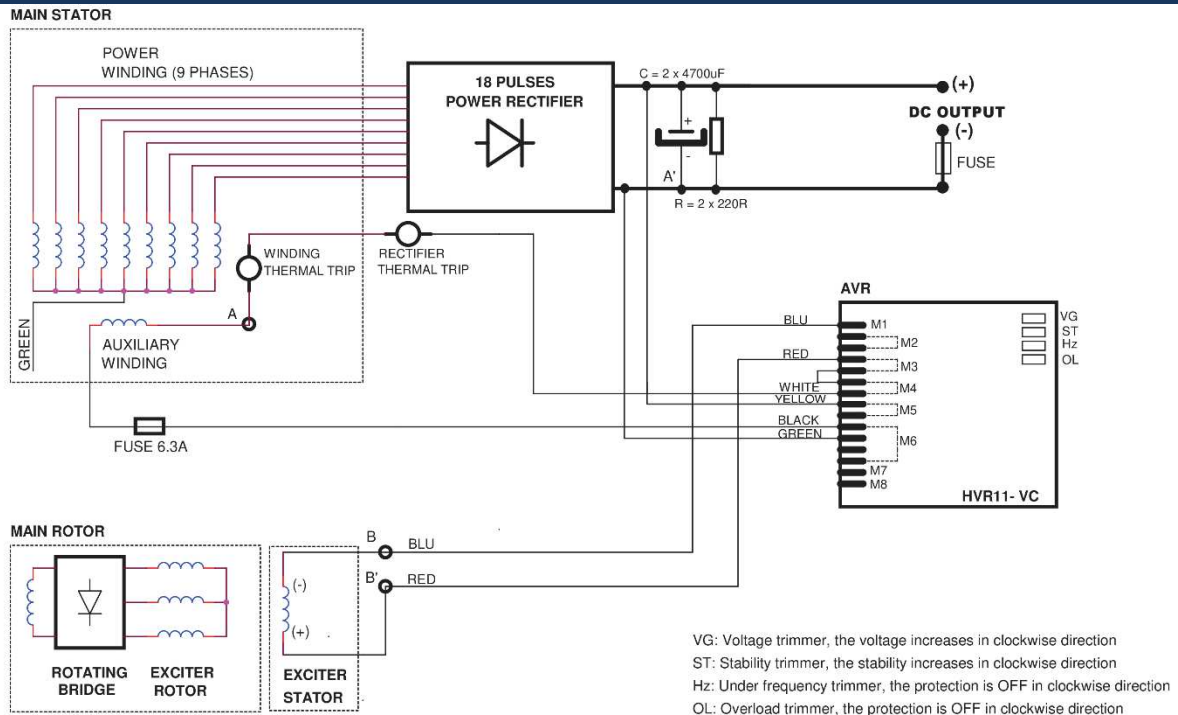 MAIN STATOR
POWER
WINDING (9 PHASES)
18 PULSES
POWER RECTIFIER
C = 2 x 4700uF
+
-
A'
R = 2 x 220R
(+)
DC OUTPUT
(-)
FUSE
WINDING
THERMAL TRIP
RECTIFIER
THERMAL TRIP
A
GREEN
AUXILIARY
WINDING
FUSE 6.3A
AVR
BLU
RED
WHITE
YELLOW
BLACK
GREEN
M1
M2
M3
M4
M5
M6
M7
M8
VG
ST
Hz
OL
HVR11- VC
MAIN ROTOR
ROTATING
BRIDGE
EXCITER
ROTOR
(-)
(+)
EXCITER
STATOR
B
BLU
B'
RED
VG: Voltage trimmer, the voltage increases in clockwise direction
ST: Stability trimmer, the stability increases in clockwise direction
Hz: Under frequency trimmer, the protection is OFF in clockwise direction
OL: Overload trimmer, the protection is OFF in clockwise direction